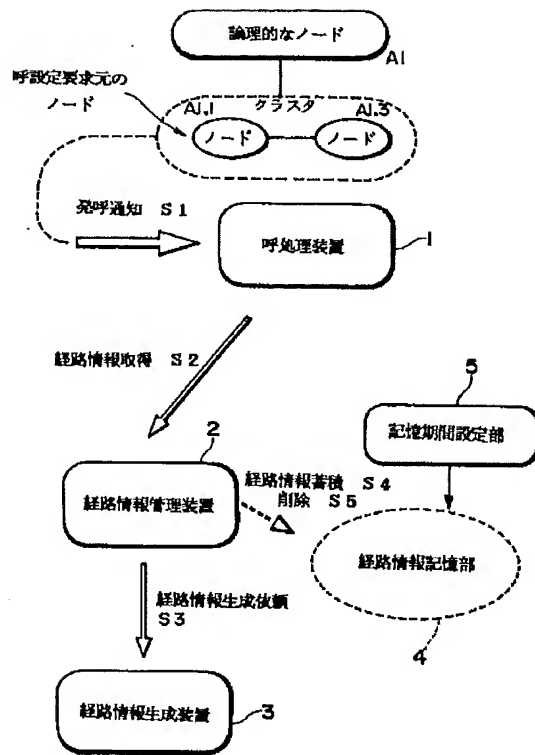 論理的なノード
A1
呼設定要求元の
ノード
クラスタ
A1.1
A1.3
ノード
ノード
発呼通知 S1
呼処理装置
1
経路情報取得 S2
5
記憶期間設定部
2
経路情報管理装置
経路情報蓄積 S4
削除 S5
経路情報記憶部
4
経路情報生成依頼
S3
経路情報生成装置
3